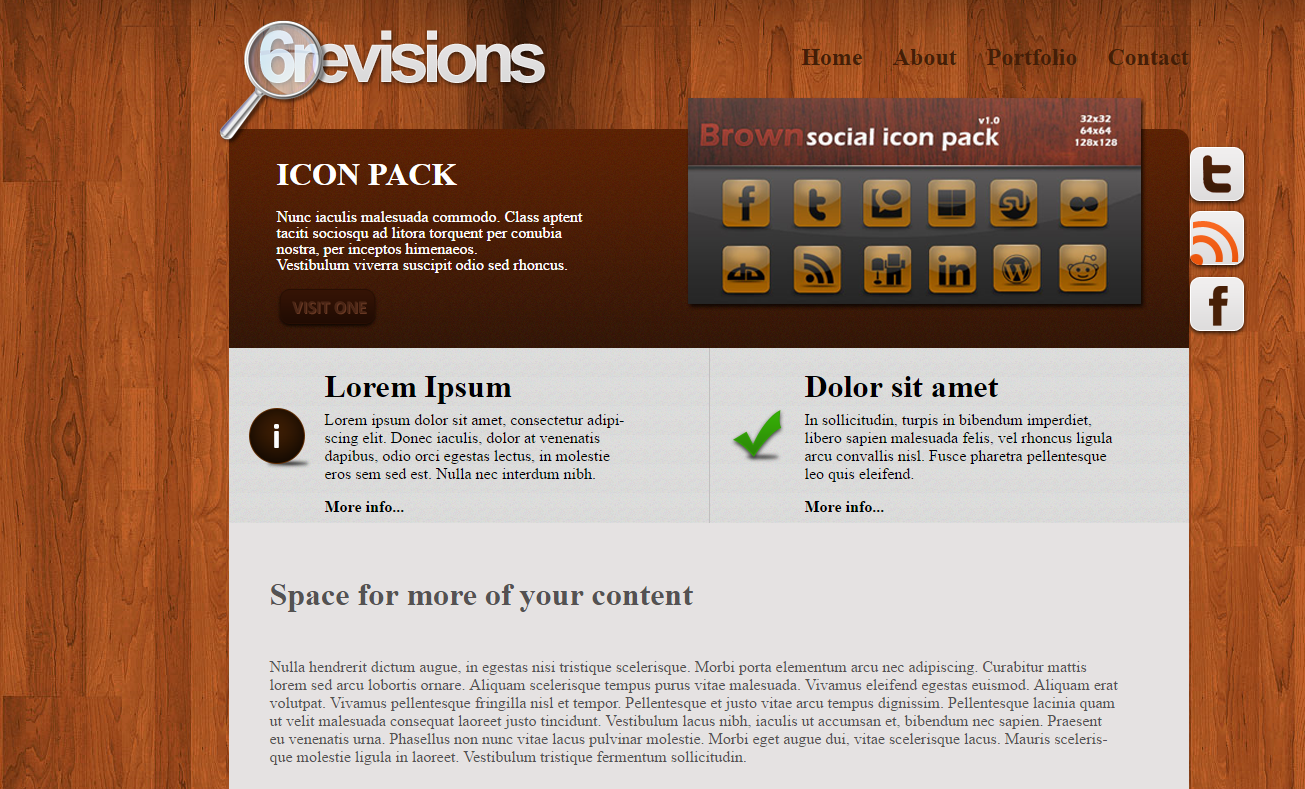 6revisions
Home About Portfolio Contact
Brown social icon pack v1.0
32x32
64x64
128x128
ICON PACK
Nunc iaculis malesuada commodo. Class aptent
taciti sociosqu ad litora torquent per conubia
nostra, per inceptos himenaeos.
Vestibulum viverra suscipit odio sed rhoncus.
VISIT ONE
Lorem Ipsum
Lorem ipsum dolor sit amet, consectetur adipi-
scing elit. Donec iaculis, dolor at venenatis
dapibus, odio orci egestas lectus, in molestie
eros sem sed est. Nulla nec interdum nibh.
More info...
Dolor sit amet
In sollicitudin, turpis in bibendum imperdiet,
libero sapien malesuada felis, vel rhoncus ligula
arcu convallis nisl. Fusce pharetra pellentesque
leo quis eleifend.
More info...
Space for more of your content
Nulla hendrerit dictum augue, in egestas nisi tristique scelerisque. Morbi porta elementum arcu nec adipiscing. Curabitur mattis
lorem sed arcu lobortis ornare. Aliquam scelerisque tempus purus vitae malesuada. Vivamus eleifend egestas euismod. Aliquam erat
volutpat. Vivamus pellentesque fringilla nisl et tempor. Pellentesque et justo vitae arcu tempus dignissim. Pellentesque lacinia quam
ut velit malesuada consequat laoreet justo tincidunt. Vestibulum lacus nibh, iaculis ut accumsan et, bibendum nec sapien. Praesent
eu venenatis urna. Phasellus non nunc vitae lacus pulvinar molestie. Morbi eget augue dui, vitae scelerisque lacus. Mauris sceleris-
que molestie ligula in laoreet. Vestibulum tristique fermentum sollicitudin.